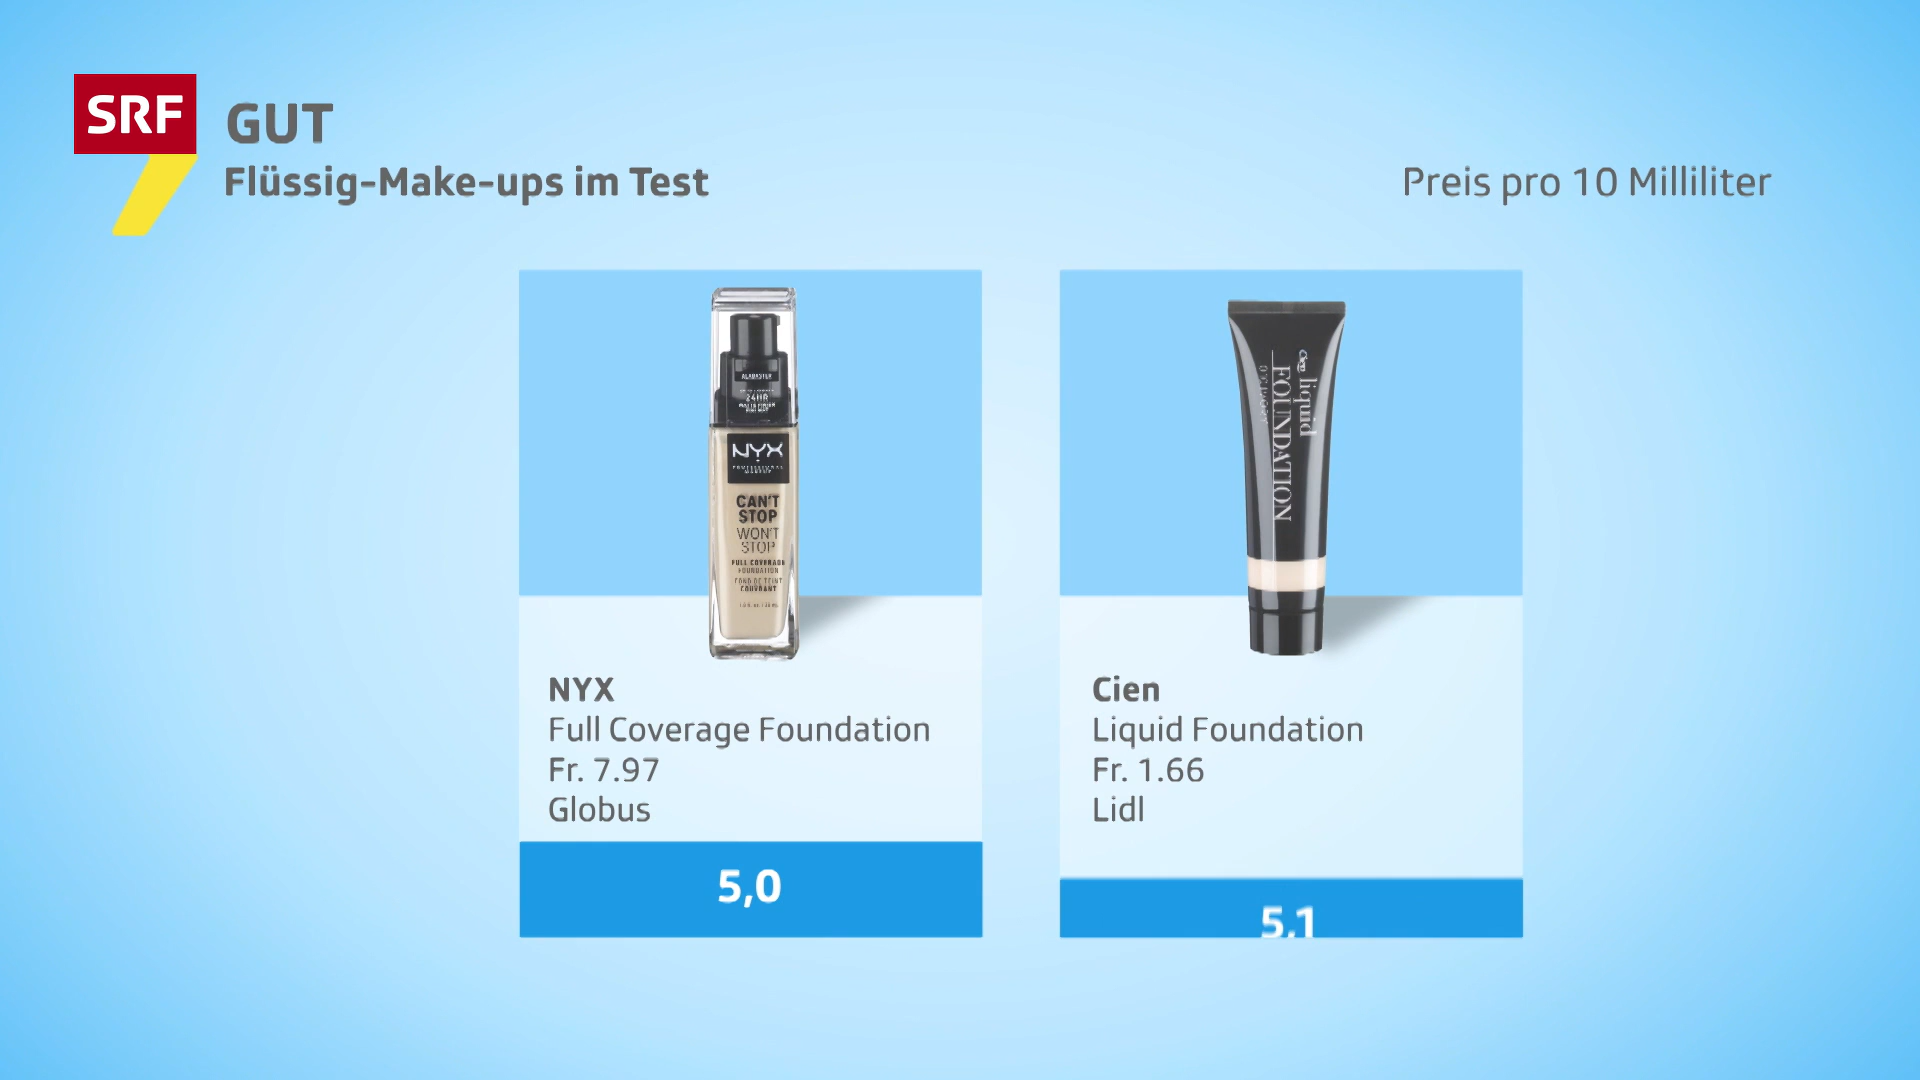 SRF
GUT
Flüssig-Make-ups im Test
Preis pro 10 Milliliter
ALABASTER
24HR
NYX
PROFESSIONAL
MAKEUP
CAN'T
STOP
WON'T
STOP
FULL COVERAGE
FOUNDATION
FOND DE TEINT
COUVRANT
Cien liquid
FOUNDATION
NYX
Full Coverage Foundation
Fr. 7.97
Globus
5,0
Cien
Liquid Foundation
Fr. 1.66
Lidl
5,1